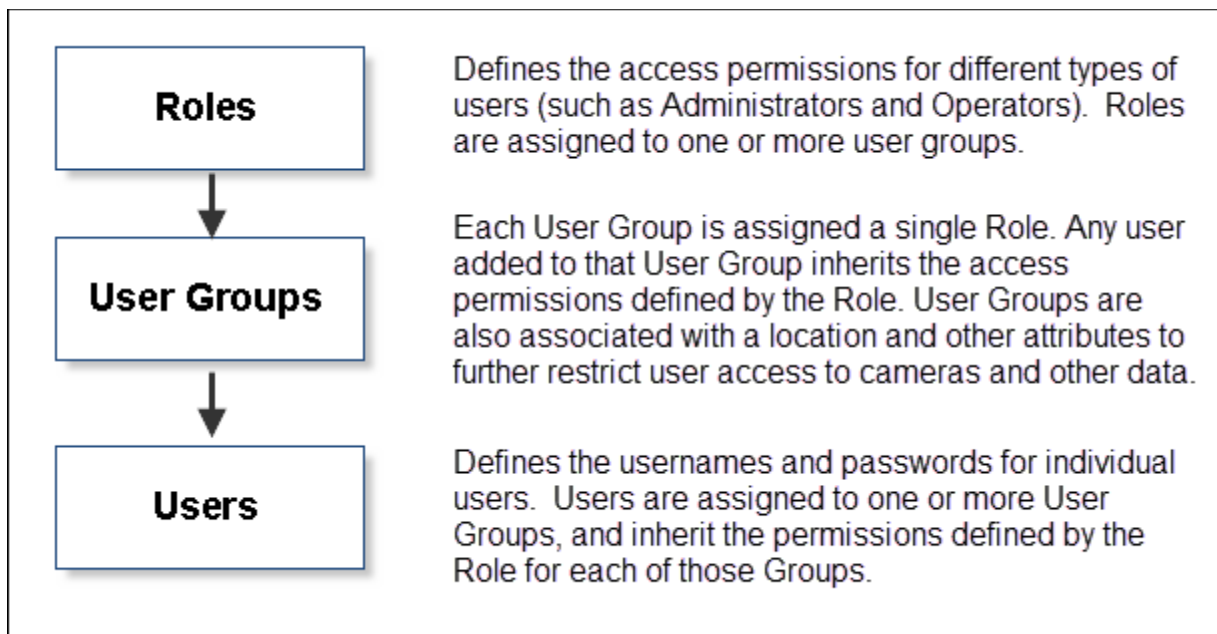 Roles
Defines the access permissions for different types of
users (such as Administrators and Operators).  Roles
are assigned to one or more user groups.
User Groups
Each User Group is assigned a single Role. Any user
added to that User Group inherits the access
permissions defined by the Role. User Groups are
also associated with a location and other attributes to
further restrict user access to cameras and other data.
Users
Defines the usernames and passwords for individual
users.  Users are assigned to one or more User
Groups, and inherit the permissions defined by the
Role for each of those Groups.